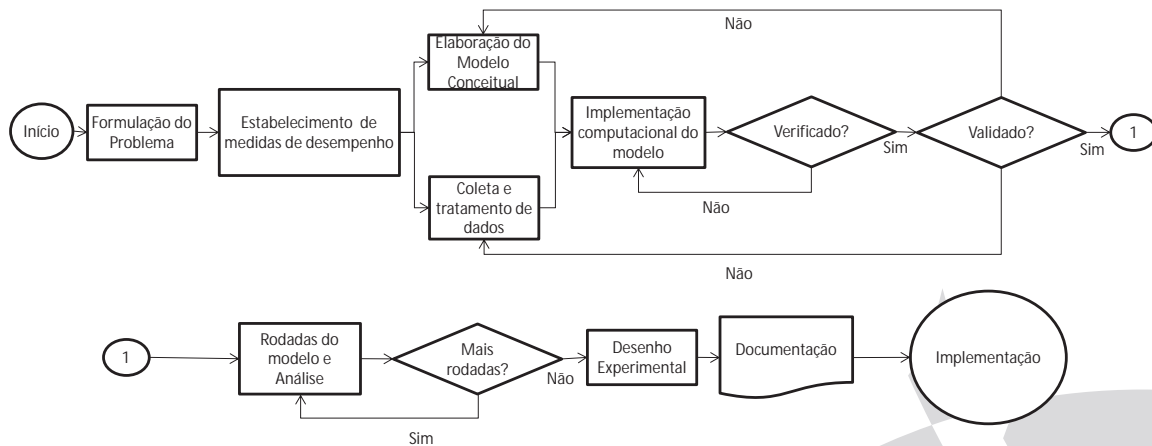 Não
Elaboração do
Modelo
Conceitual
Início
Formulação do
Problema
Estabelecimento de
medidas de desempenho
Implementação
computacional do
modelo
Verificado?
Sim
Validado?
Sim
1
Coleta e
tratamento de
dados
Não
Não
1
Rodadas do
modelo e
Análise
Mais
rodadas?
Não
Desenho
Experimental
Documentação
Implementação
Sim